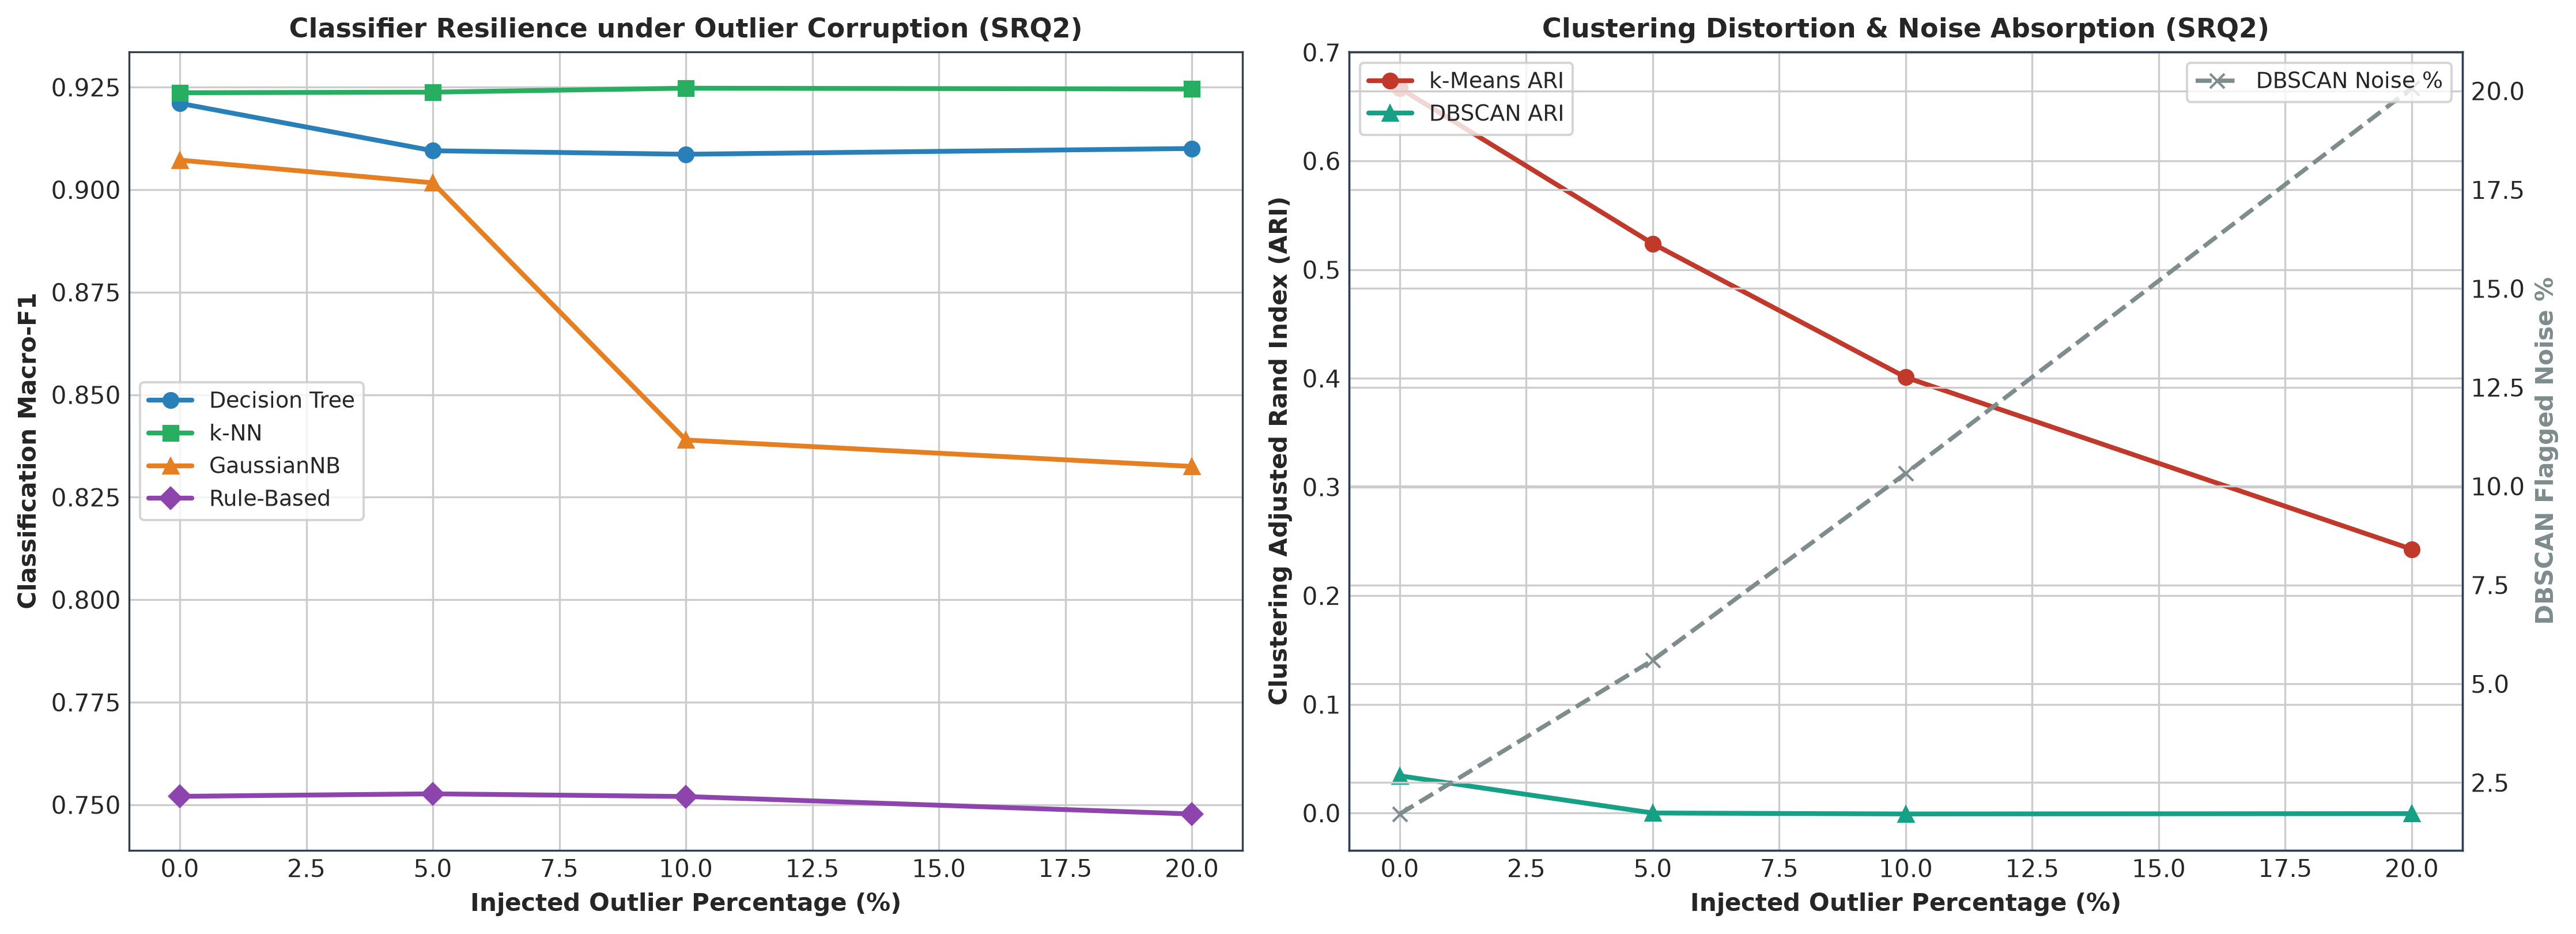 Classifier Resilience under Outlier Corruption (SRQ2)
Classification Macro-F1
0.925
0.900
0.875
0.850
0.825
0.800
0.775
0.750
Decision Tree
k-NN
GaussianNB
Rule-Based
0.0 2.5 5.0 7.5 10.0 12.5 15.0 17.5 20.0
Injected Outlier Percentage (%)
Clustering Distortion & Noise Absorption (SRQ2)
Clustering Adjusted Rand Index (ARI)
0.7
0.6
0.5
0.4
0.3
0.2
0.1
0.0
k-Means ARI
DBSCAN ARI
DBSCAN Noise %
20.0
17.5
15.0
12.5
10.0
7.5
5.0
2.5
DBSCAN Flagged Noise %
0.0 2.5 5.0 7.5 10.0 12.5 15.0 17.5 20.0
Injected Outlier Percentage (%)